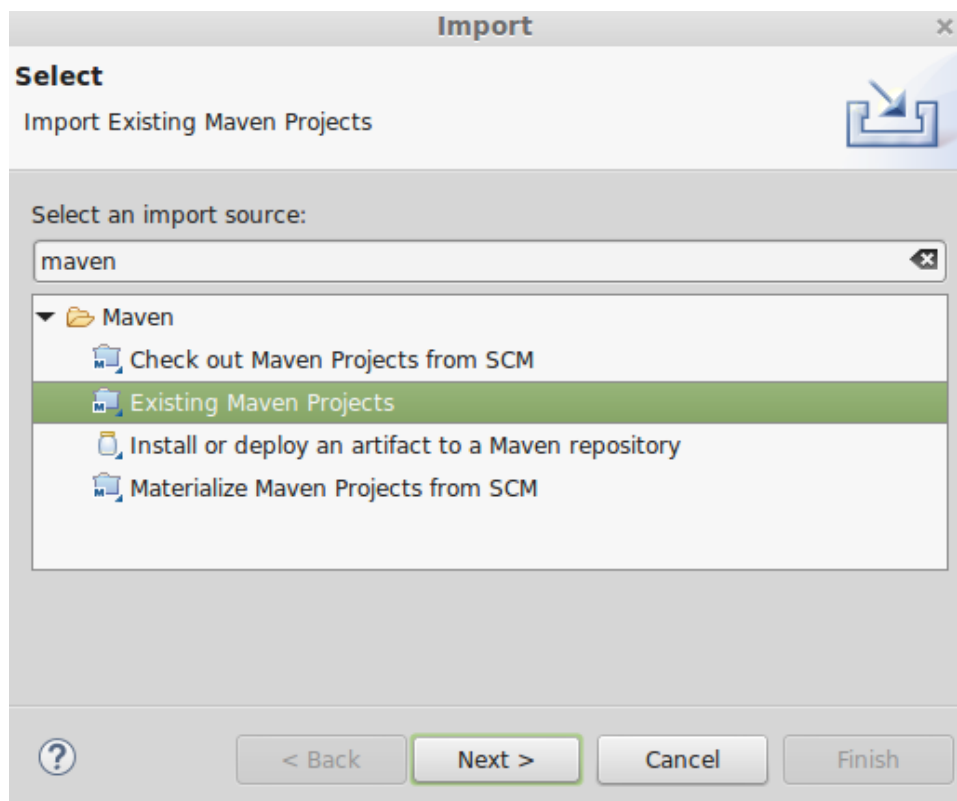 Import
Select
Import Existing Maven Projects
Select an import source:
maven
Maven
Check out Maven Projects from SCM
Existing Maven Projects
Install or deploy an artifact to a Maven repository
Materialize Maven Projects from SCM
< Back Next > Cancel Finish